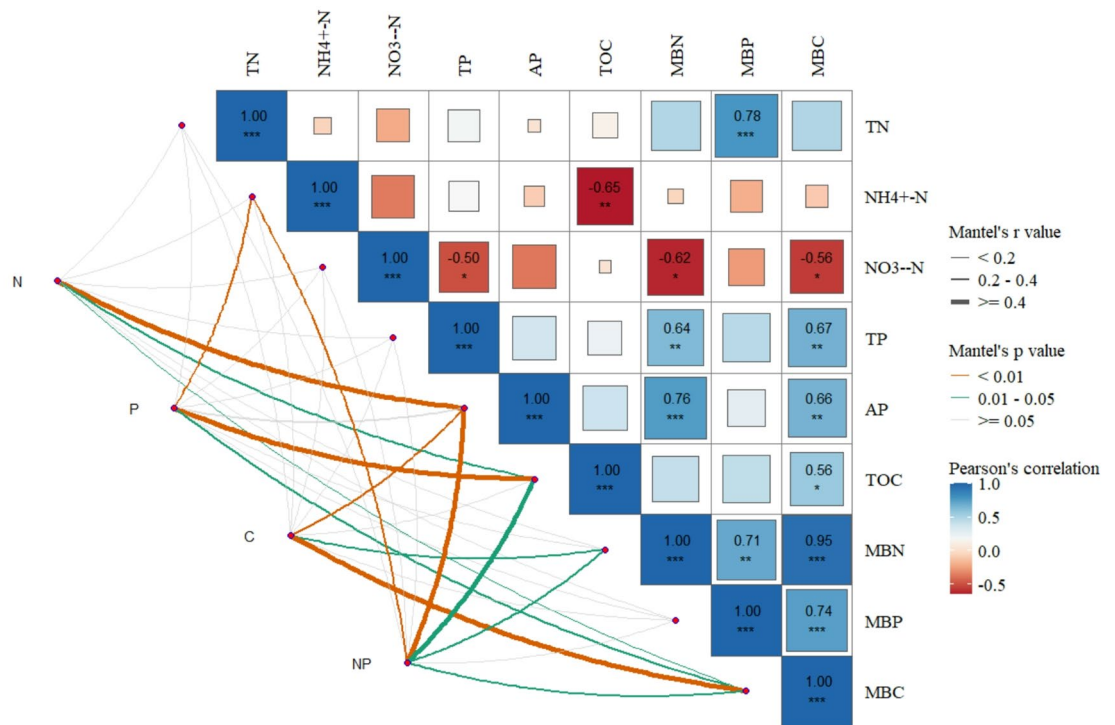 TN NH4+-N NO3--N TP AP TOC MBN MBP MBC
1.00 0.78 TN
*** ***
1.00 -0.65 NH4+-N
*** **
1.00 -0.50 -0.62 -0.56 NO3--N
*** * * *
1.00 0.64 0.67 TP
*** ** **
1.00 0.76 0.66 AP
*** *** **
1.00 0.56 TOC
*** *
1.00 0.71 0.95 MBN
*** ** ***
1.00 0.74 MBP
*** ***
1.00 MBC
***
N
P
C
NP
Mantel's r value
< 0.2
0.2 - 0.4
>= 0.4
Mantel's p value
< 0.01
0.01 - 0.05
>= 0.05
Pearson's correlation
1.0
0.5
0.0
-0.5